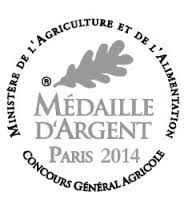 MINISTÈRE DE L'AGRICULTURE ET DE L'ALIMENTATION
®
MÉDAILLE
D'ARGENT
PARIS 2014
CONCOURS GÉNÉRAL AGRICOLE